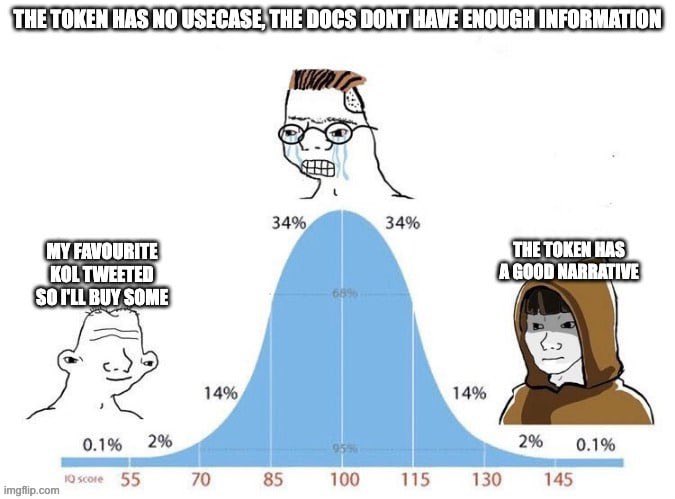 THE TOKEN HAS NO USECASE, THE DOCS DONT HAVE ENOUGH INFORMATION
34% 34%
MY FAVOURITE
KOL TWEETED
SO I'LL BUY SOME
THE TOKEN HAS
A GOOD NARRATIVE
68%
14% 14%
95%
0.1% 2% 2% 0.1%
IQ score 55 70 85 100 115 130 145
imgflip.com